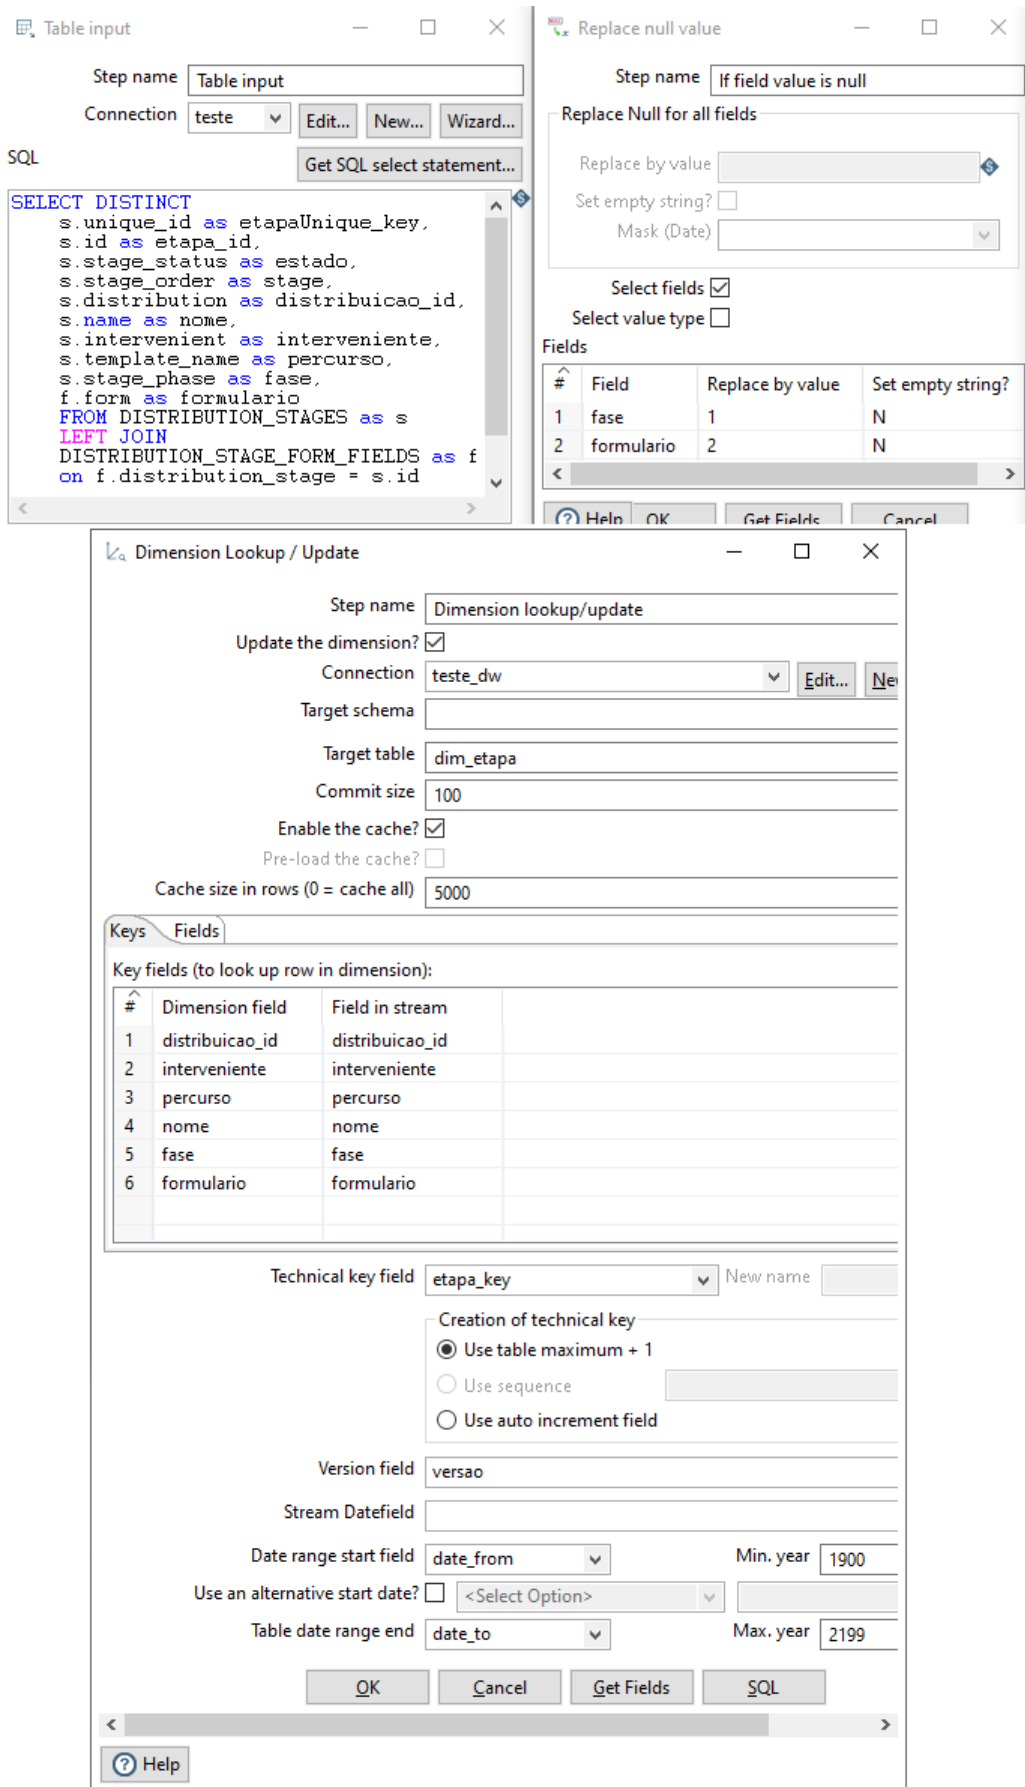 Table input
Step name Table input
Connection teste Edit... New... Wizard...
SQL Get SQL select statement...
SELECT DISTINCT
s.unique_id as etapaUnique_key,
s.id as etapa_id,
s.stage_status as estado,
s.stage_order as stage,
s.distribution as distribuicao_id,
s.name as nome,
s.intervenient as interveniente,
s.template_name as percurso,
s.stage_phase as fase,
f.form as formulario
FROM DISTRIBUTION_STAGES as s
LEFT JOIN
DISTRIBUTION_STAGE_FORM_FIELDS as f
on f.distribution_stage = s.id
Replace null value
Step name If field value is null
Replace Null for all fields
Replace by value
Set empty string?
Mask (Date)
Select fields
Select value type
Fields
# Field Replace by value Set empty string?
1 fase 1 N
2 formulario 2 N
Help OK Get Fields Cancel
Dimension Lookup / Update
Step name Dimension lookup/update
Update the dimension?
Connection teste_dw Edit... Ne
Target schema
Target table dim_etapa
Commit size 100
Enable the cache?
Pre-load the cache?
Cache size in rows (0 = cache all) 5000
Keys Fields
Key fields (to look up row in dimension):
# Dimension field Field in stream
1 distribuicao_id distribuicao_id
2 interveniente interveniente
3 percurso percurso
4 nome nome
5 fase fase
6 formulario formulario
Technical key field etapa_key New name
Creation of technical key
Use table maximum + 1
Use sequence
Use auto increment field
Version field versao
Stream Datefield
Date range start field date_from Min. year 1900
Use an alternative start date? <Select Option>
Table date range end date_to Max. year 2199
OK Cancel Get Fields SQL
Help